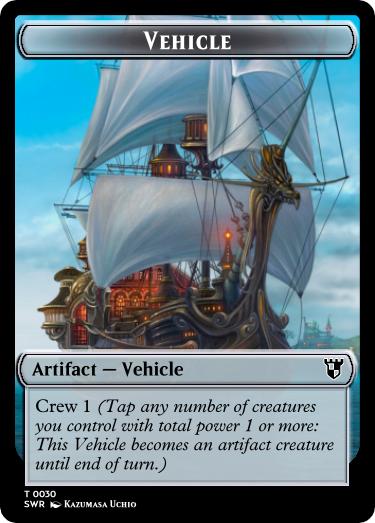 VEHICLE
Artifact — Vehicle
Crew 1 (Tap any number of creatures
you control with total power 1 or more:
This Vehicle becomes an artifact creature
until end of turn.)
T 0030
SWR KAZUMASA UCHIO